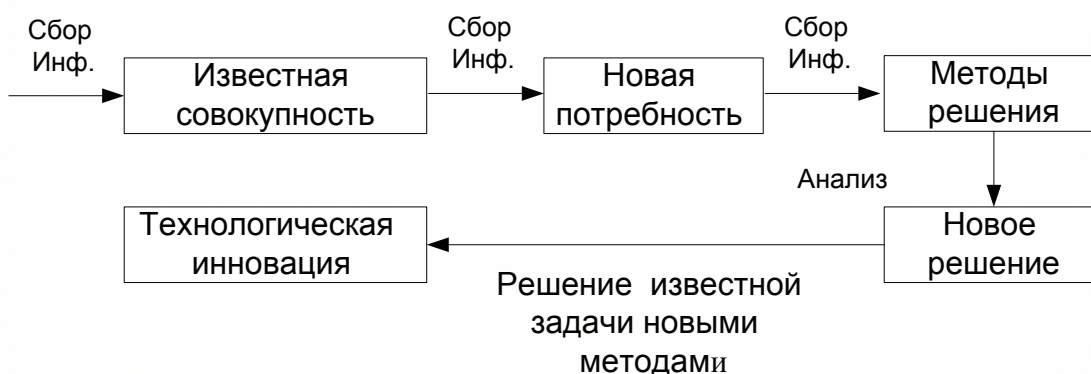 Сбор
Инф.
Известная
совокупность
Сбор
Инф.
Новая
потребность
Сбор
Инф.
Методы
решения
Анализ
Новое
решение
Решение известной
задачи новыми
методами
Технологическая
инновация